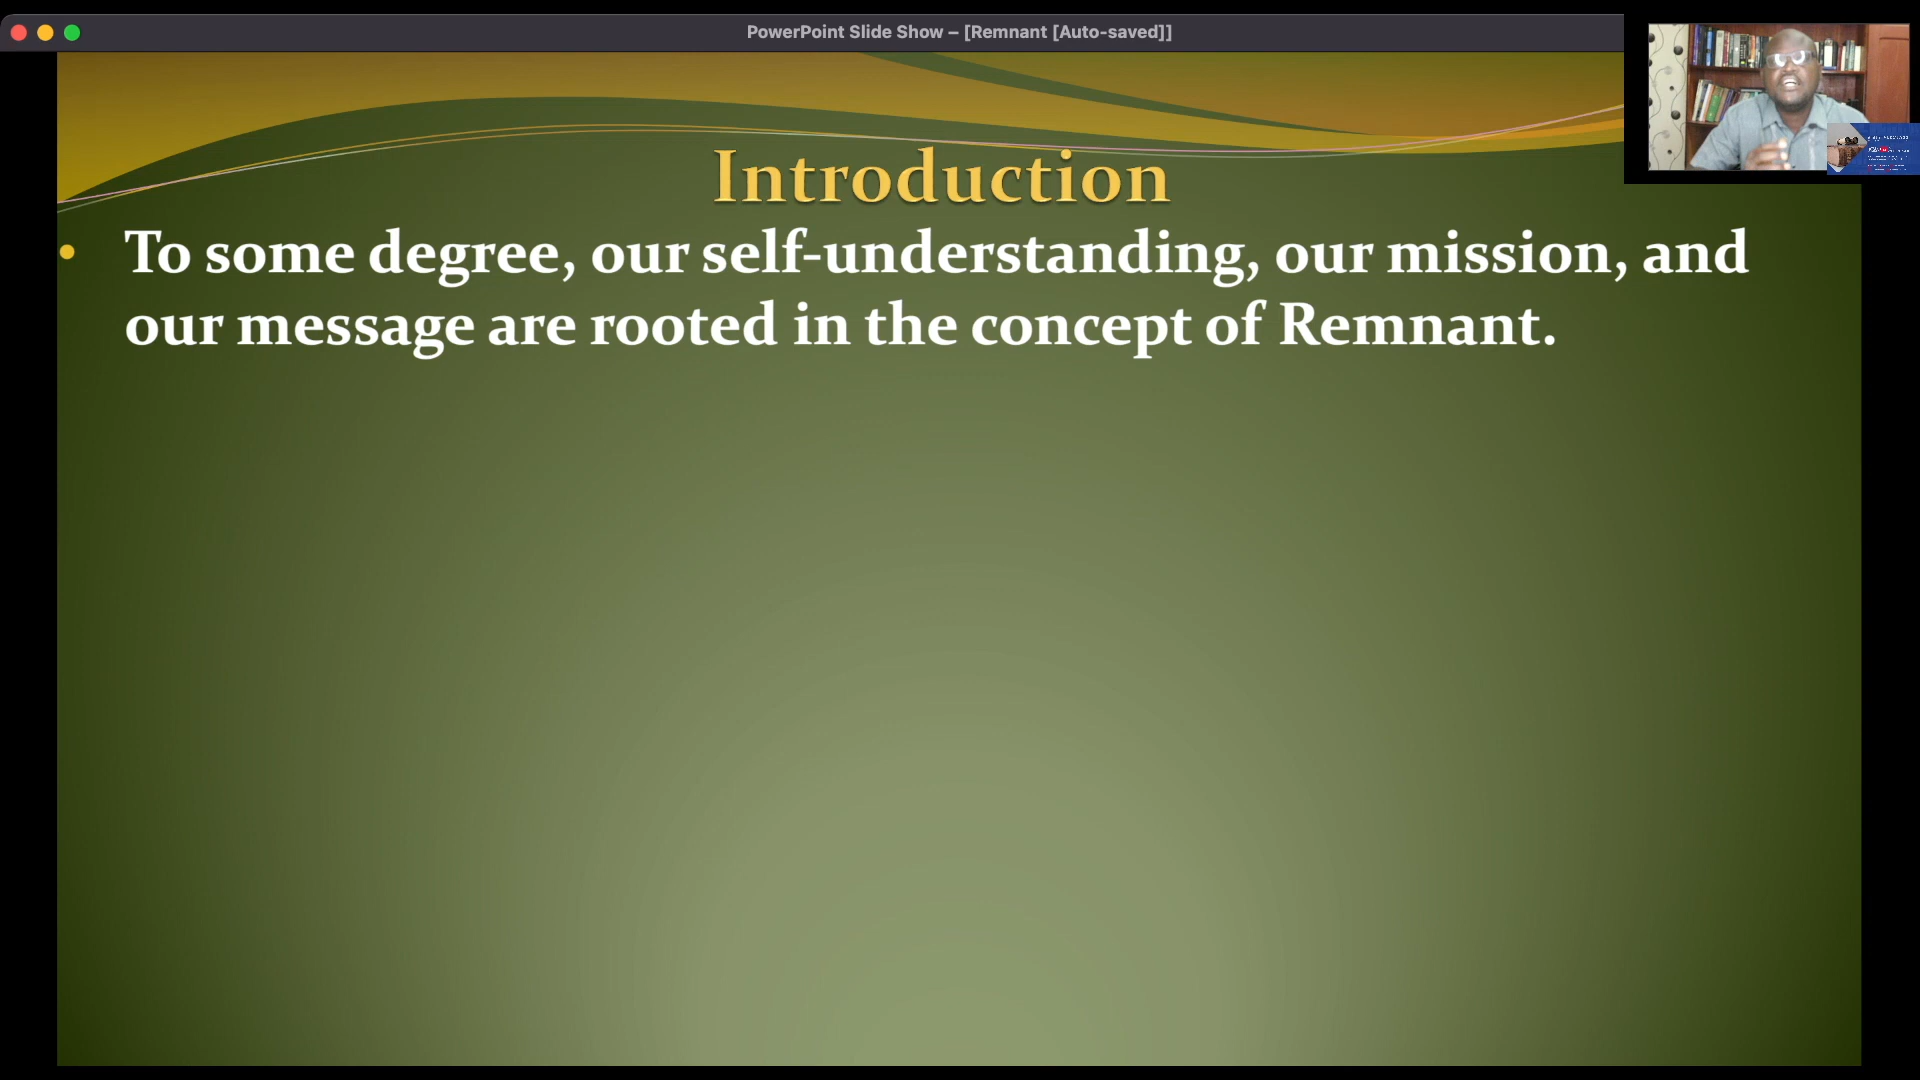 PowerPoint Slide Show – [Remnant [Auto-saved]]
Introduction
• To some degree, our self-understanding, our mission, and
our message are rooted in the concept of Remnant.